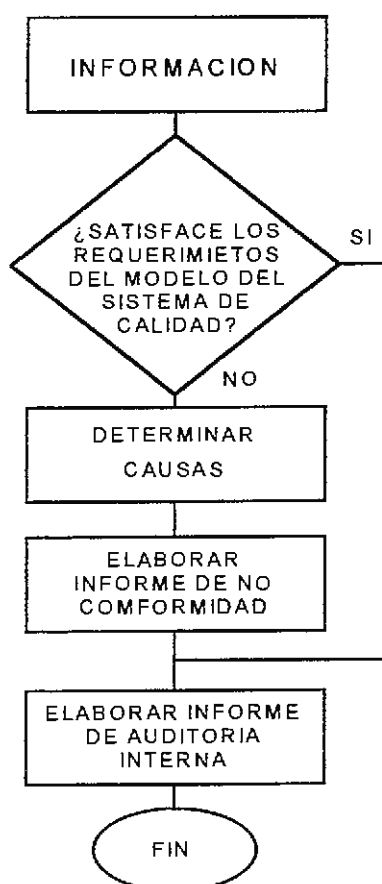 INFORMACION
¿SATISFACE LOS
REQUERIMIETOS
DEL MODELO DEL
SISTEMA DE
CALIDAD?
SI
NO
DETERMINAR
CAUSAS
ELABORAR
INFORME DE NO
COMFORMIDAD
ELABORAR INFORME
DE AUDITORIA
INTERNA
FIN